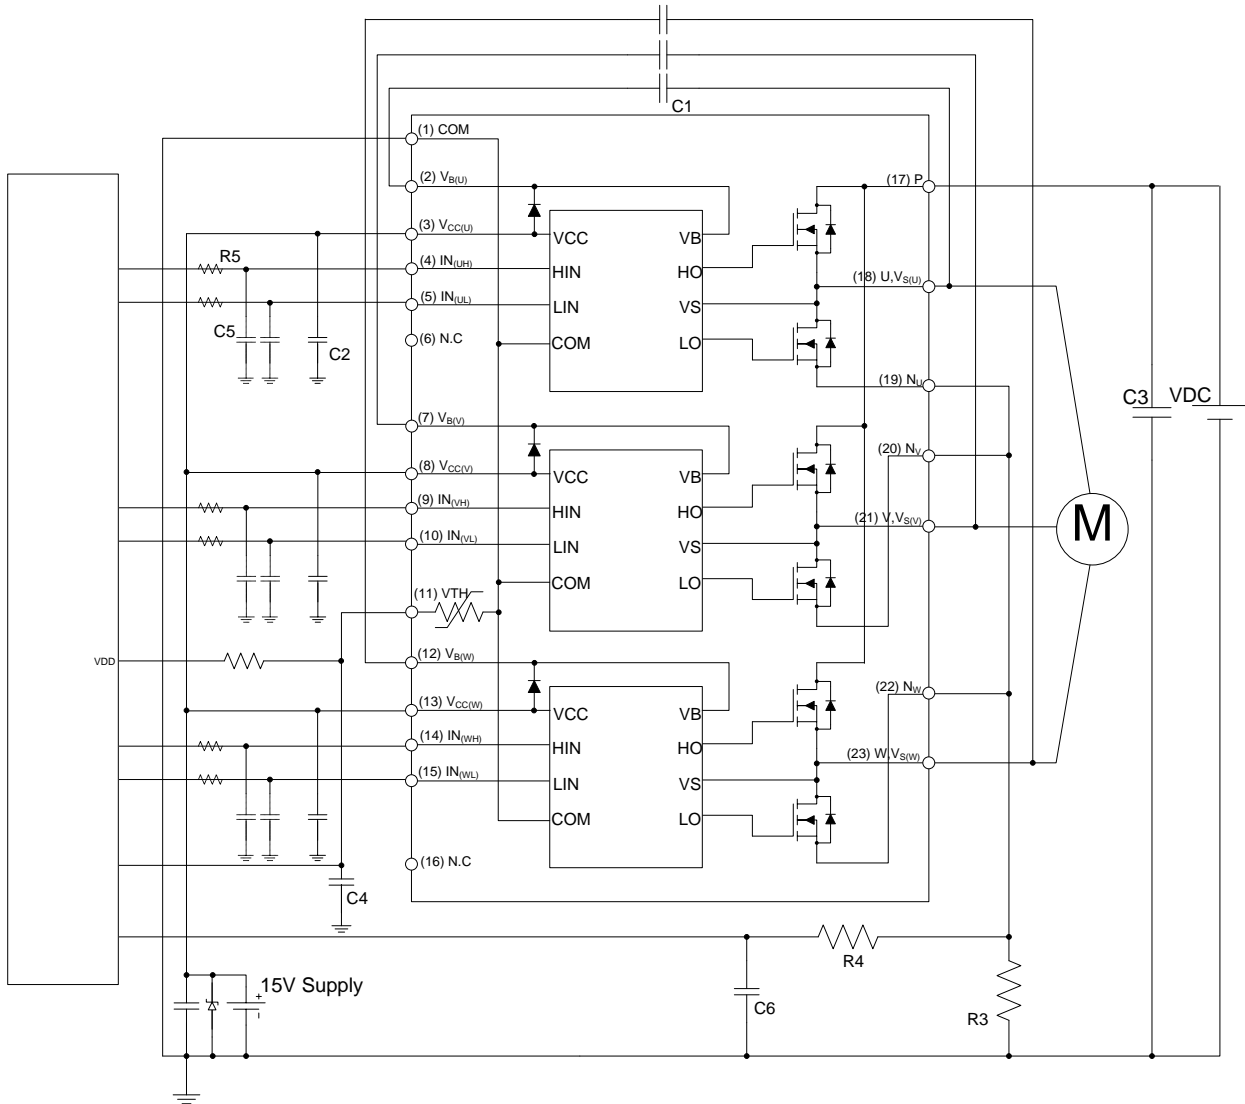 C1
(1) COM
(2) VB(U)
(17) P
(3) VCC(U)
VCC
VB
R5
(4) IN(UH)
HIN
HO
(18) U,VS(U)
(5) IN(UL)
LIN
VS
C5
(6) N.C
COM
LO
C2
(19) NU
C3
VDC
(7) VB(V)
(20) NV
(8) VCC(V)
VCC
VB
(9) IN(VH)
HIN
HO
(21) V,VS(V)
M
(10) IN(VL)
LIN
VS
COM
LO
(11) VTH
VDD
(12) VB(W)
(22) NW
(13) VCC(W)
VCC
VB
(14) IN(WH)
HIN
HO
(23) W,VS(W)
(15) IN(WL)
LIN
VS
COM
LO
(16) N.C
C4
R4
15V Supply
+
-
C6
R3